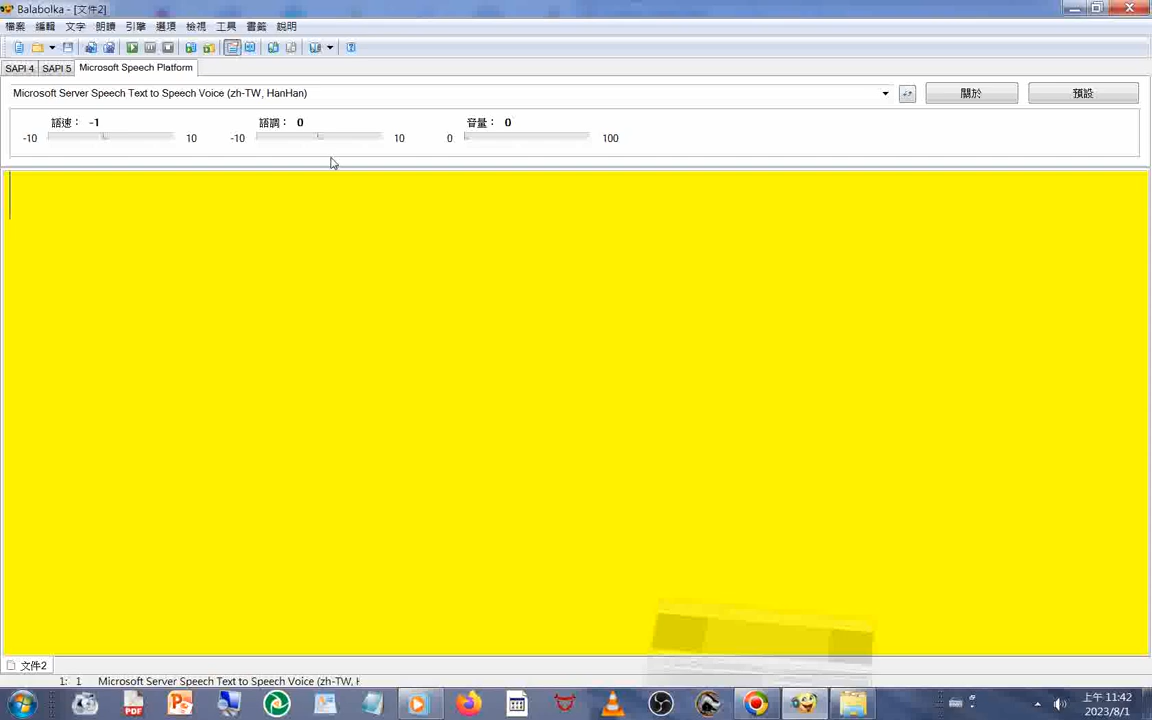 Balabolka - [文件2]
檔案 編輯 文字 朗讀 引擎 選項 檢視 工具 書籤 說明
SAPI 4 SAPI 5 Microsoft Speech Platform
Microsoft Server Speech Text to Speech Voice (zh-TW, HanHan)
關於 預設
語速： -1 語調： 0 音量： 0
-10 10 -10 10 0 100
文件2
1: 1 Microsoft Server Speech Text to Speech Voice (zh-TW, H
PDF
上午 11:42
2023/8/1